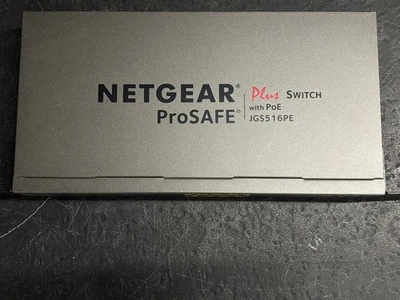 NETGEAR®
ProSAFE®
Plus SWITCH
with PoE
JGS516PE